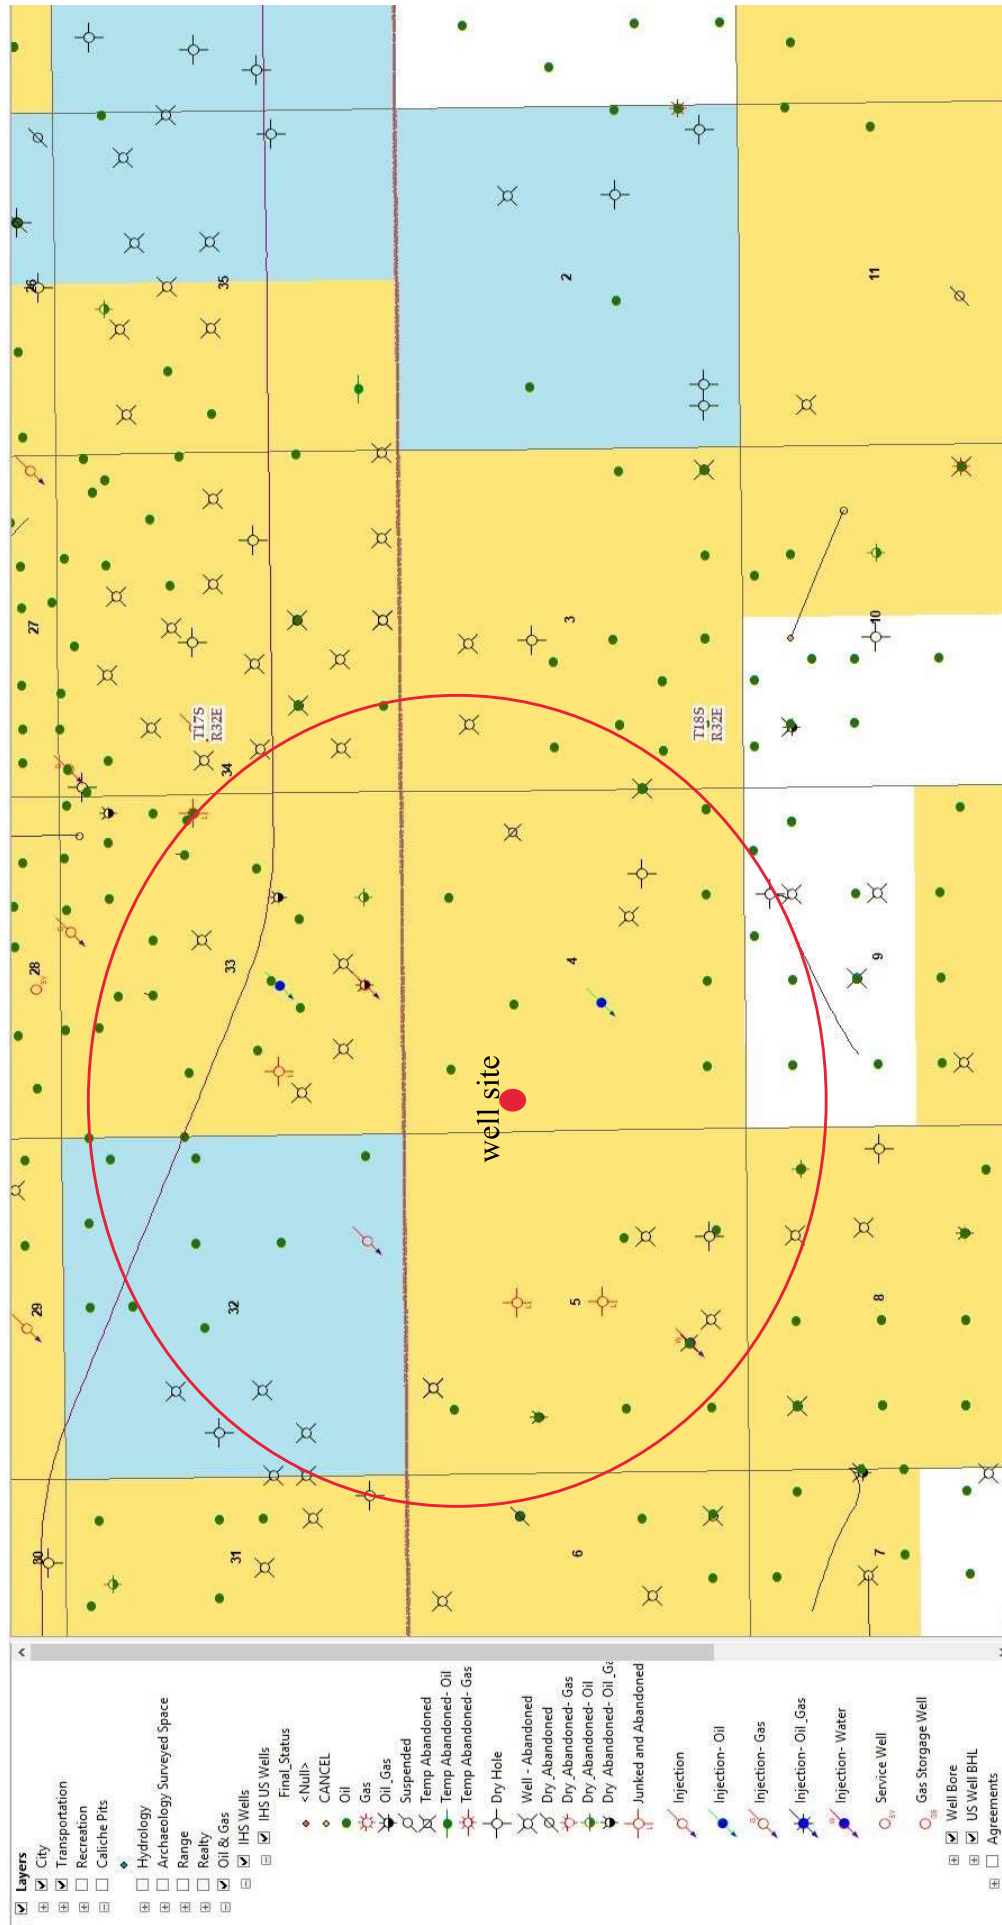 Layers
City
Transportation
Recreation
Caliche Pits
Hydrology
Archaeology Surveyed Space
Range
Realty
Oil & Gas
IHS Wells
IHS US Wells
Final_Status
<Null>
CANCEL
Oil
Gas
Oil_Gas
Suspended
Temp Abandoned
Temp Abandoned- Oil
Temp Abandoned- Gas
Dry Hole
Well - Abandoned
Dry_Abandoned
Dry_Abandoned- Gas
Dry_Abandoned- Oil
Dry_Abandoned- Oil_Ga
Junked and Abandoned
Injection
Injection- Oil
Injection- Gas
Injection- Oil_Gas
Injection- Water
Service Well
Gas Storgage Well
Well Bore
US Well BHL
Agreements
30
29
28
27
26
31
32
33
34
35
T17S
R32E
well site
6
5
4
3
2
T18S
R32E
7
8
9
10
11